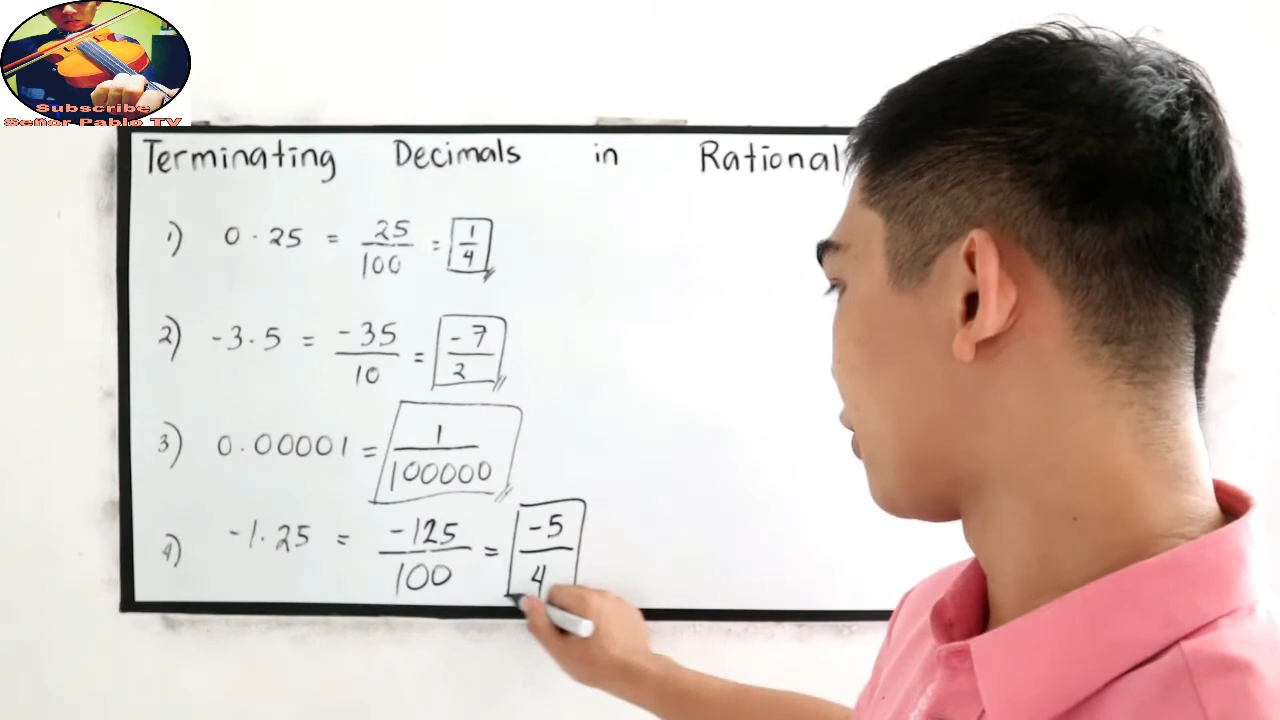 Subscribe
Señor Pablo TV
Terminating Decimals in Rational
1) 0.25 = 25/100 = 1/4
2) -3.5 = -35/10 = -7/2
3) 0.00001 = 1/100000
4) -1.25 = -125/100 = -5/4